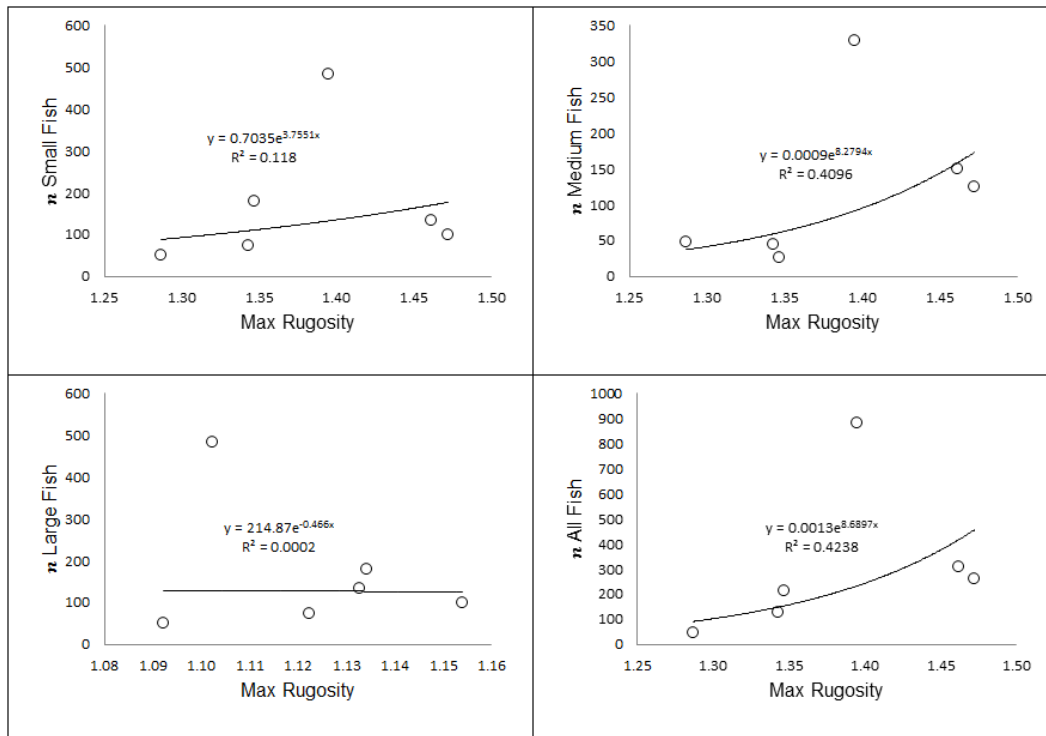 600
500
400
300
200
100
0
n Small Fish
y = 0.7035e^3.7551x
R² = 0.118
1.25 1.30 1.35 1.40 1.45 1.50
Max Rugosity
350
300
250
200
150
100
50
0
n Medium Fish
y = 0.0009e^8.2794x
R² = 0.4096
1.25 1.30 1.35 1.40 1.45 1.50
Max Rugosity
600
500
400
300
200
100
0
n Large Fish
y = 214.87e^-0.466x
R² = 0.0002
1.08 1.09 1.10 1.11 1.12 1.13 1.14 1.15 1.16
Max Rugosity
1000
900
800
700
600
500
400
300
200
100
0
n All Fish
y = 0.0013e^8.6897x
R² = 0.4238
1.25 1.30 1.35 1.40 1.45 1.50
Max Rugosity